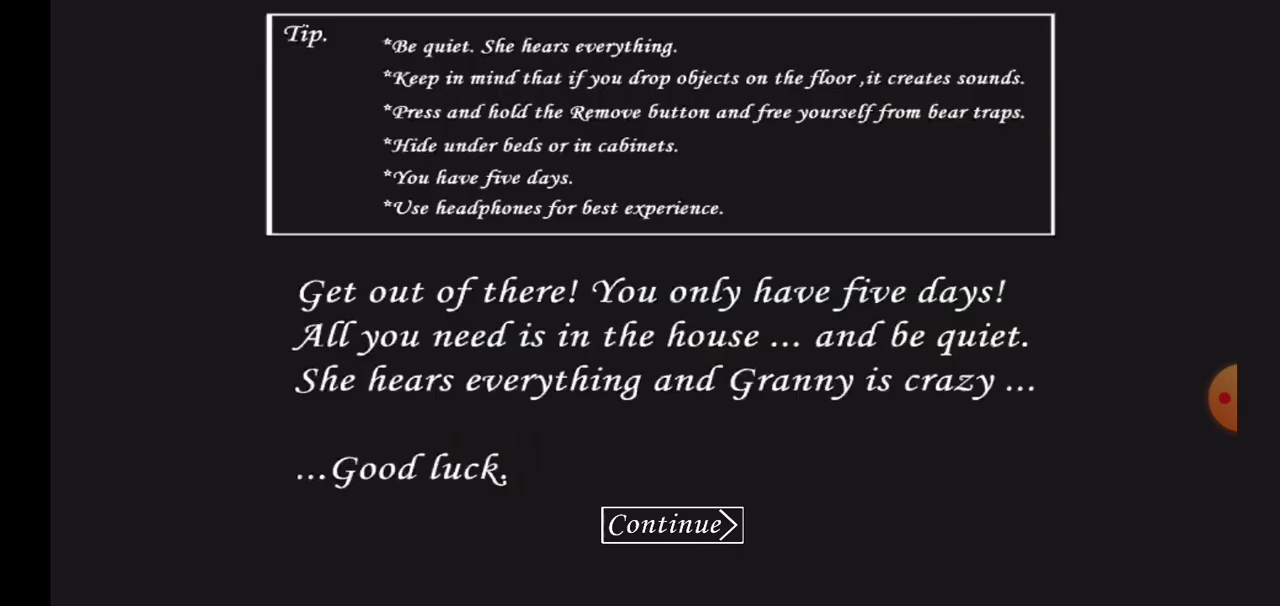 Tip.
*Be quiet. She hears everything.
*Keep in mind that if you drop objects on the floor ,it creates sounds.
*Press and hold the Remove button and free yourself from bear traps.
*Hide under beds or in cabinets.
*You have five days.
*Use headphones for best experience.
Get out of there! You only have five days!
All you need is in the house ... and be quiet.
She hears everything and Granny is crazy ...
...Good luck.
Continue